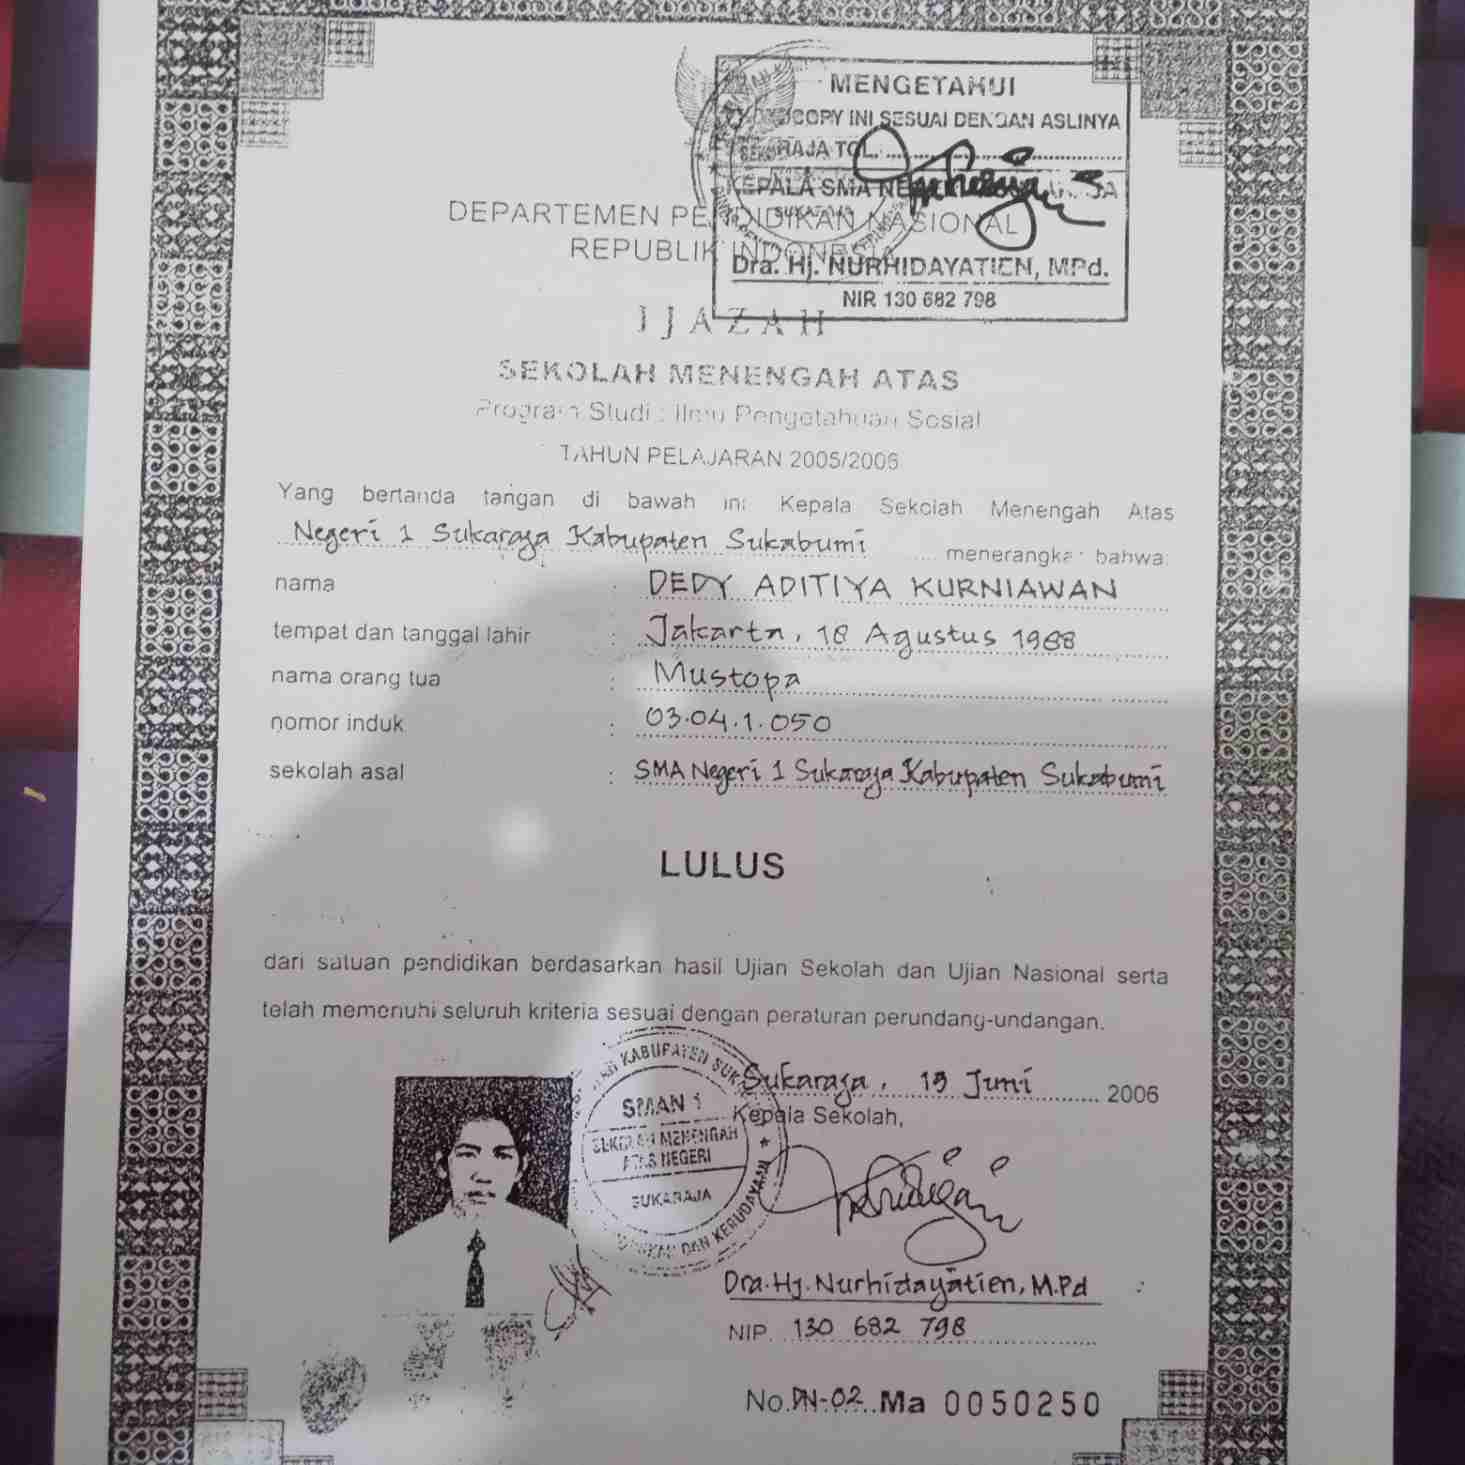 MENGETAHUI
COPY INI SESUAI DENGAN ASLINYA
RAJA TGL.
KEPALA SMA NE
DEPARTEMEN PENDIDIKAN NASIONAL
REPUBLIK INDONESIA
Dra. Hj. NURHIDAYATIEN, MPd.
NIR 130 682 798
IJAZAH
SEKOLAH MENENGAH ATAS
Program Studi : Ilmu Pengetahuan Sosial
TAHUN PELAJARAN 2005/2006
Yang bertanda tangan di bawah ini Kepala Sekolah Menengah Atas
Negeri 1 Sukaraja Kabupaten Sukabumi menerangkan bahwa:
nama : DEDY ADITIYA KURNIAWAN
tempat dan tanggal lahir : Jakarta, 18 Agustus 1988
nama orang tua : Mustopa
nomor induk : 03.04.1.050
sekolah asal : SMA Negeri 1 Sukaraja Kabupaten Sukabumi
LULUS
dari satuan pendidikan berdasarkan hasil Ujian Sekolah dan Ujian Nasional serta
telah memenuhi seluruh kriteria sesuai dengan peraturan perundang-undangan.
KABUPATEN
SMAN 1
SEKOLAH MENENGAH
ATAS NEGERI
SUKARAJA
DAN KEBUDAYAAN
Sukaraja, 19 Juni 2006
Kepala Sekolah,
Dra. Hj. Nurhidayatien, M.Pd
NIP. 130 682 798
No. DN-02 Ma 0050250